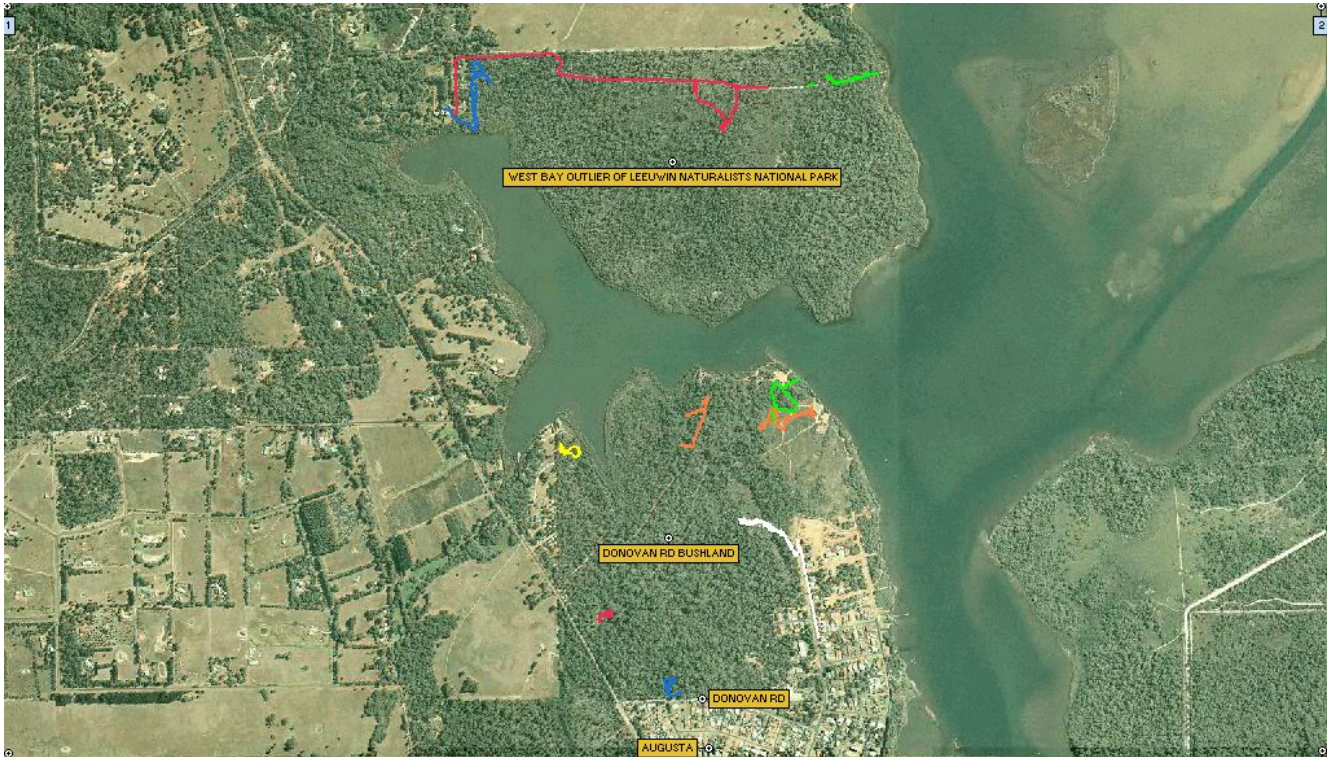 1
2
WEST BAY OUTLIER OF LEEUWIN NATURALISTS NATIONAL PARK
DONOVAN RD BUSHLAND
DONOVAN RD
AUGUSTA